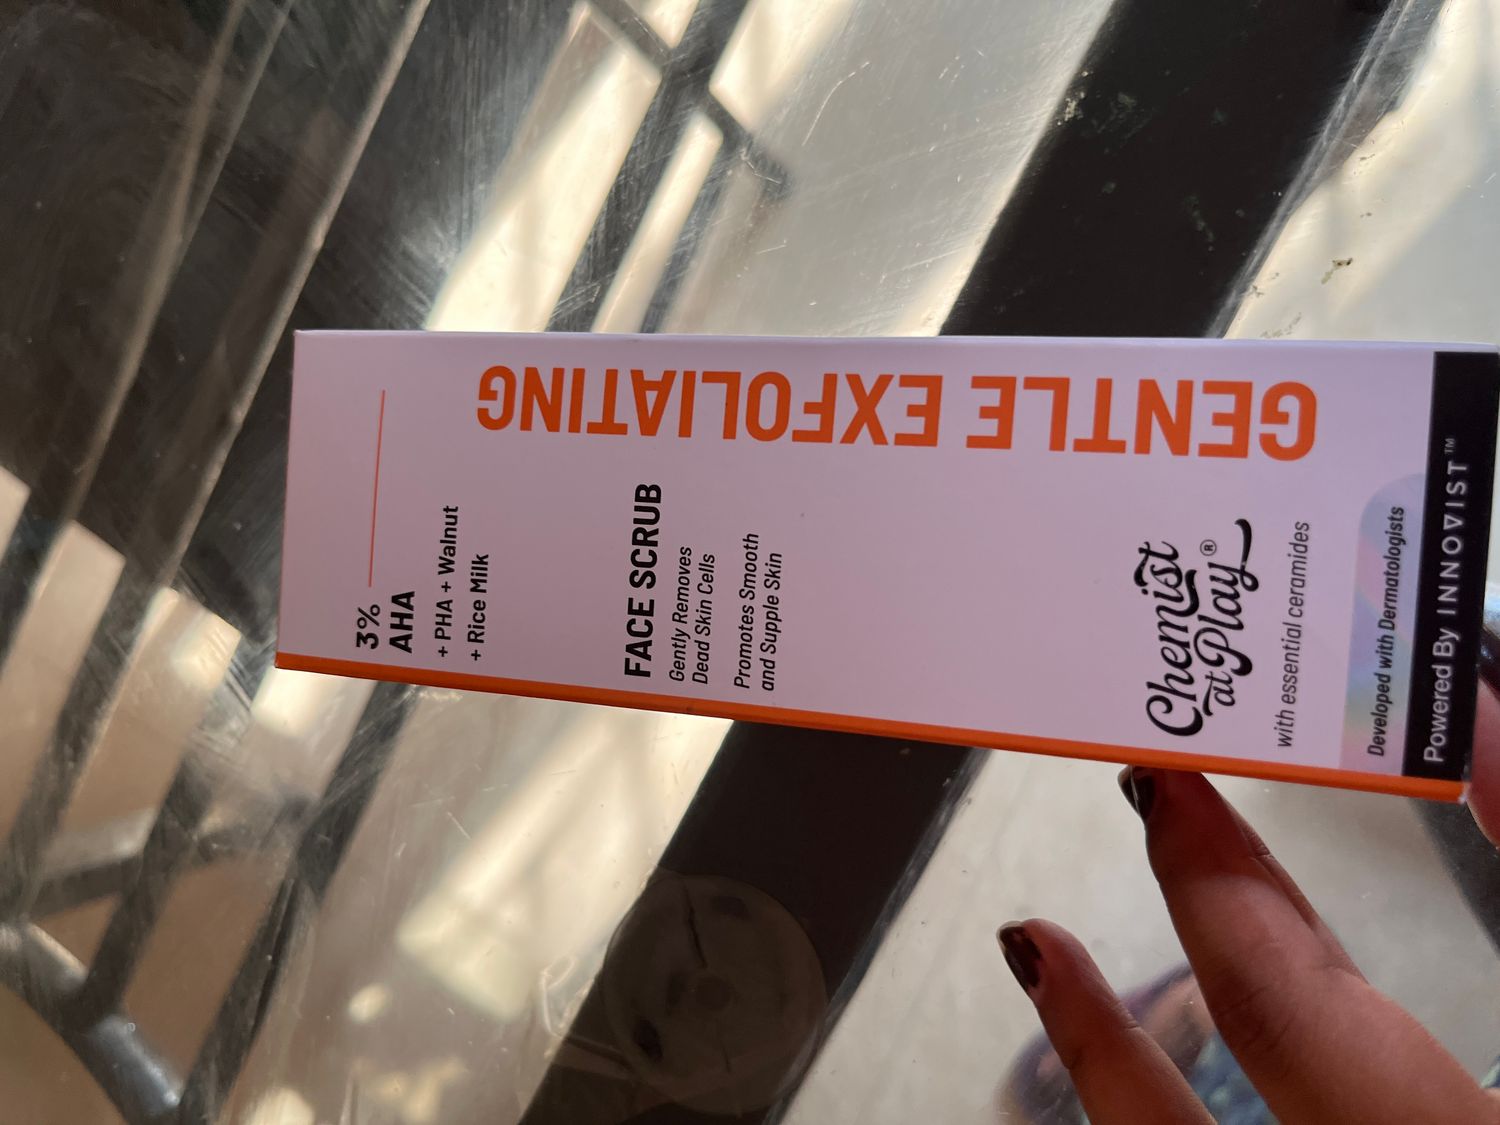 3%
AHA
+ PHA + Walnut
+ Rice Milk
GENTLE EXFOLIATING
FACE SCRUB
Gently Removes
Dead Skin Cells
Promotes Smooth
and Supple Skin
Chemist
at Play®
with essential ceramides
Developed with Dermatologists
Powered By INNOVIST™